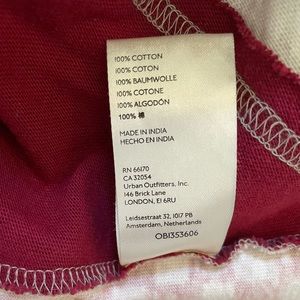 100% COTTON
100% COTON
100% BAUMWOLLE
100% COTONE
100% ALGODÓN
100% 棉
MADE IN INDIA
HECHO EN INDIA
RN 66170
CA 32054
Urban Outfitters, Inc.
146 Brick Lane
LONDON, E1 6RU
Leidsestraat 32, 1017 PB
Amsterdam, Netherlands
OB1353606